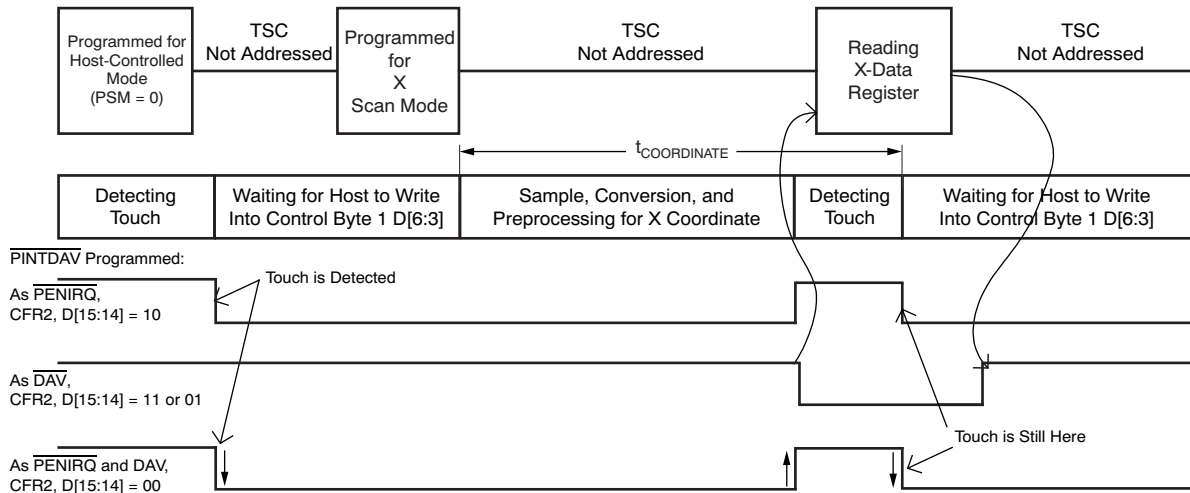 Programmed for
Host-Controlled
Mode
(PSM = 0)
TSC
Not Addressed
Programmed
for
X
Scan Mode
TSC
Not Addressed
Reading
X-Data
Register
TSC
Not Addressed
tCOORDINATE
Detecting
Touch
Waiting for Host to Write
Into Control Byte 1 D[6:3]
Sample, Conversion, and
Preprocessing for X Coordinate
Detecting
Touch
Waiting for Host to Write
Into Control Byte 1 D[6:3]
PINTDAV Programmed:
Touch is Detected
As PENIRQ,
CFR2, D[15:14] = 10
As DAV,
CFR2, D[15:14] = 11 or 01
Touch is Still Here
As PENIRQ and DAV,
CFR2, D[15:14] = 00